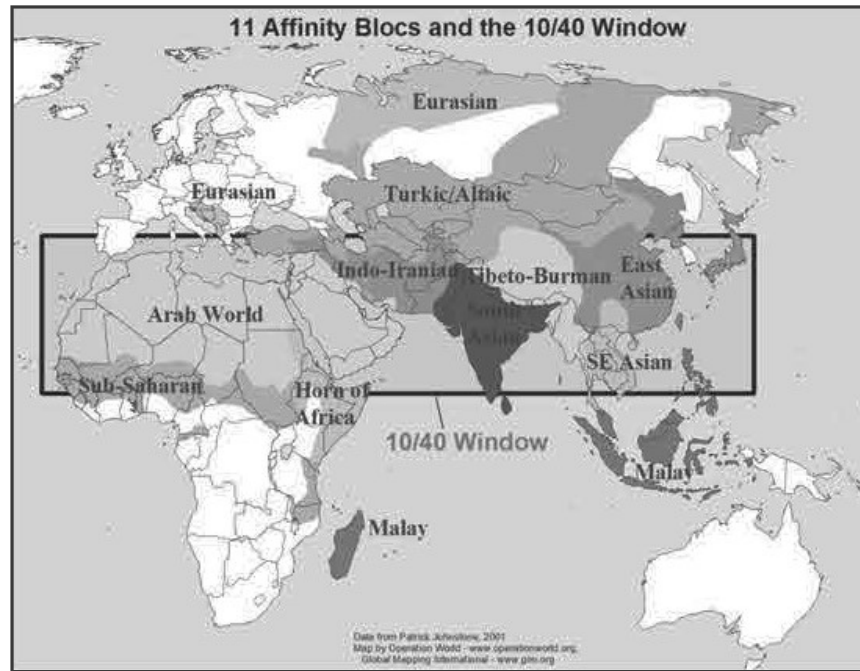 11 Affinity Blocs and the 10/40 Window
Eurasian
Eurasian
Turkic/Altaic
Indo-Iranian
Tibeto-Burman
East
Asian
South
Asian
Arab World
SE Asian
Sub-Saharan
Horn of
Africa
10/40 Window
Malay
Malay
Data from Patrick Johnstone, 2001
Map by Operation World - www.operationworld.org,
Global Mapping International - www.gmi.org